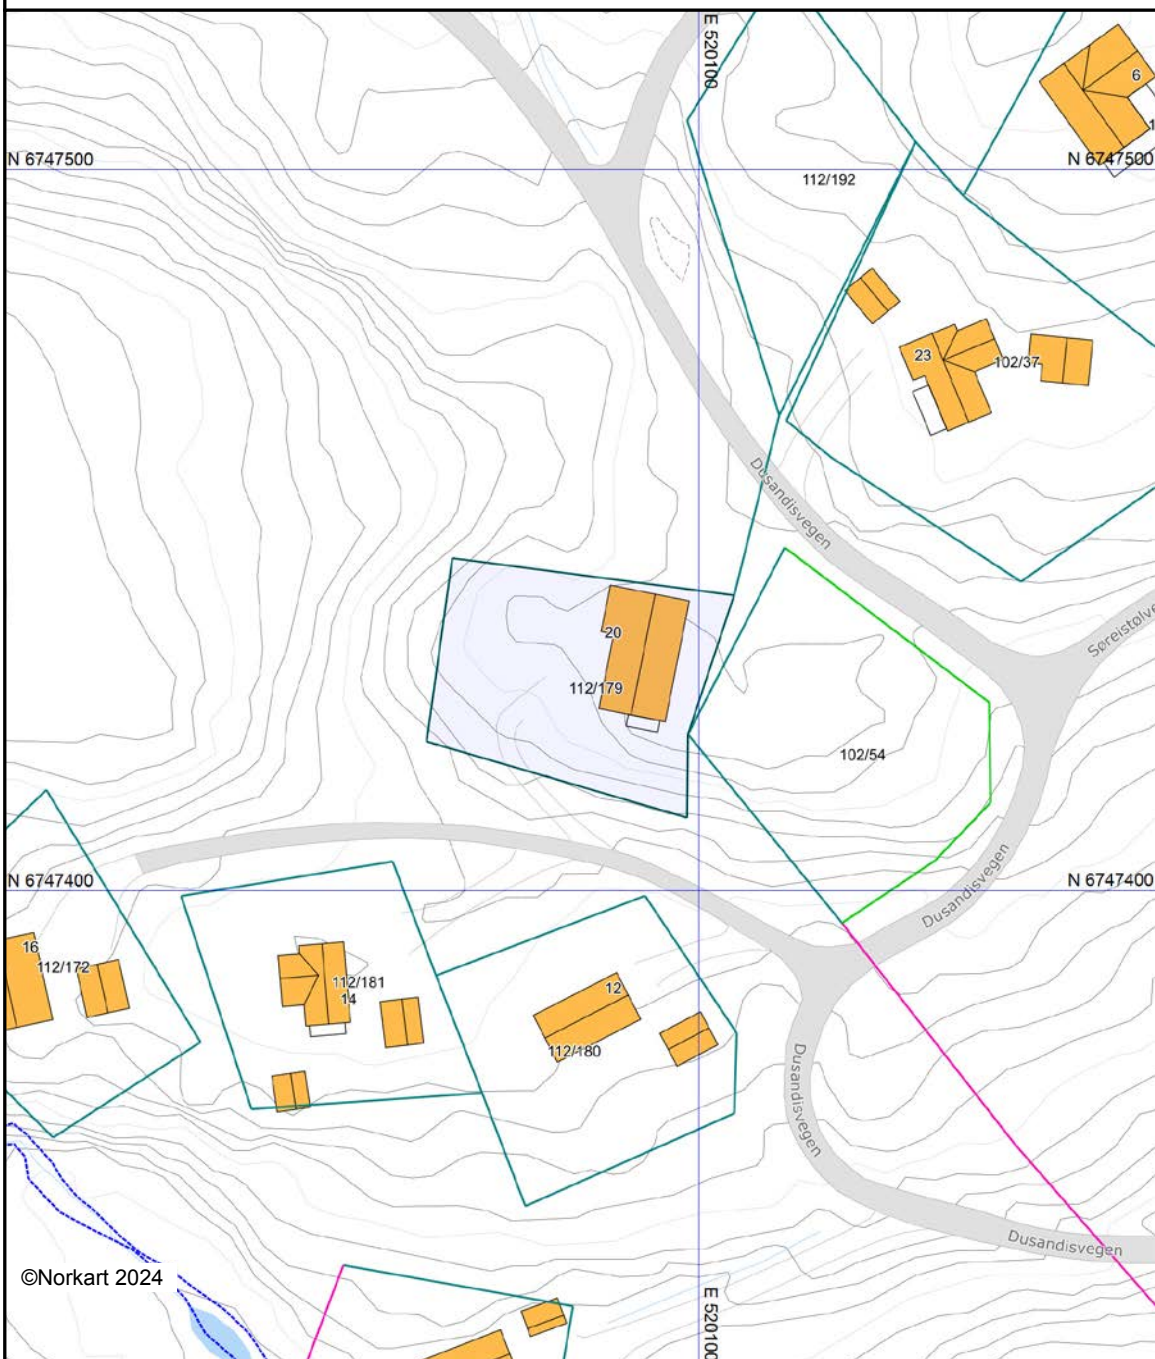 E 520100
6
1
N 6747500
N 6747500
112/192
23
102/37
Dusandisvegen
Søreistølve
20
112/179
102/54
N 6747400
N 6747400
Dusandisvegen
16
112/172
112/181
14
12
112/180
Dusandisvegen
Dusandisvegen
©Norkart 2024
E 520100